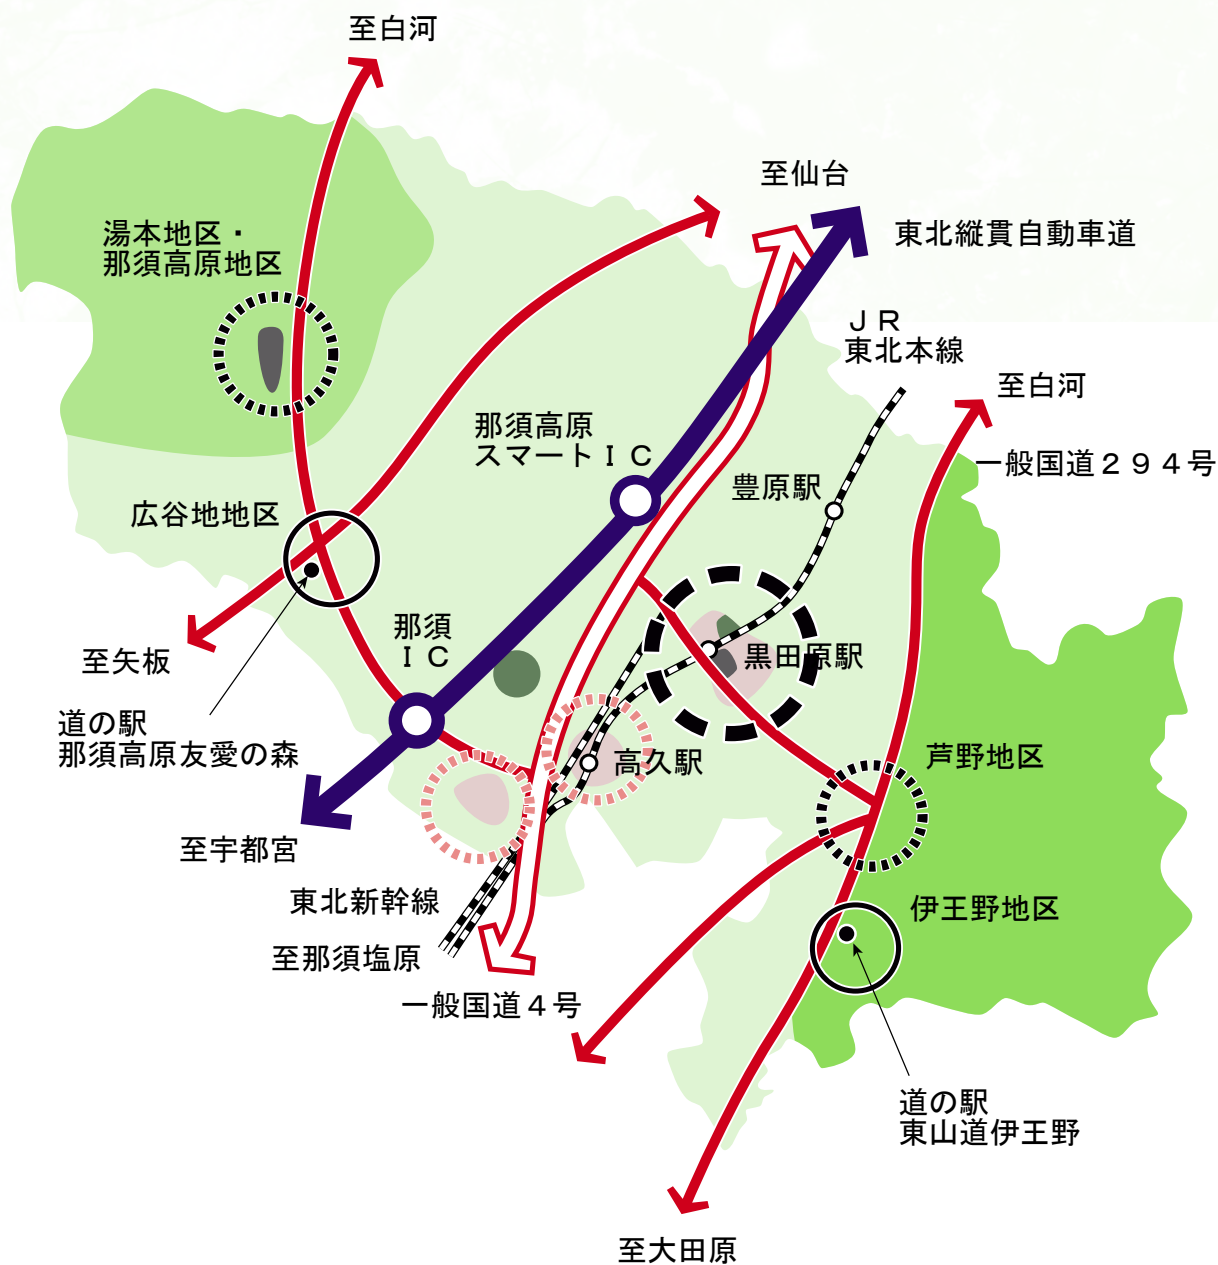 至白河
至仙台
東北縦貫自動車道
湯本地区・
那須高原地区
ＪＲ
東北本線
至白河
那須高原
スマートＩＣ
一般国道２９４号
豊原駅
広谷地地区
那須
ＩＣ
至矢板
黒田原駅
道の駅
那須高原友愛の森
高久駅
芦野地区
至宇都宮
東北新幹線
伊王野地区
至那須塩原
一般国道４号
道の駅
東山道伊王野
至大田原